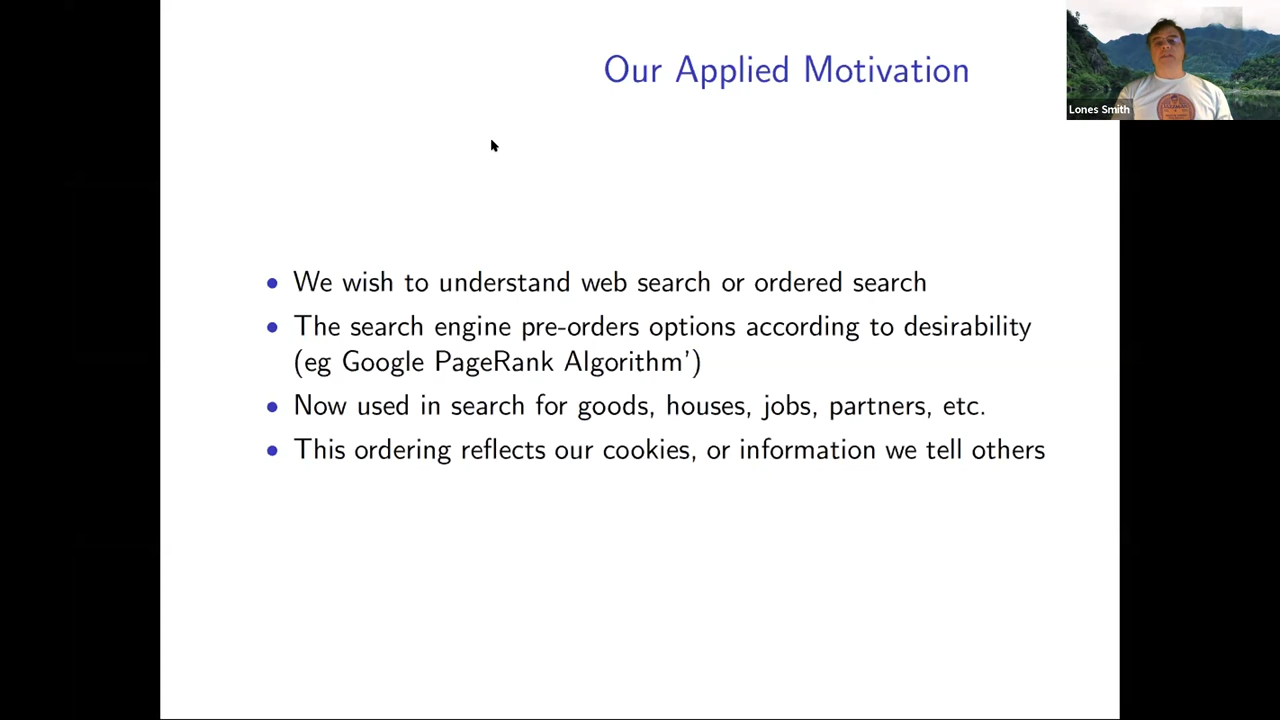 Our Applied Motivation
Lones Smith
• We wish to understand web search or ordered search
• The search engine pre-orders options according to desirability
(eg Google PageRank Algorithm’)
• Now used in search for goods, houses, jobs, partners, etc.
• This ordering reflects our cookies, or information we tell others